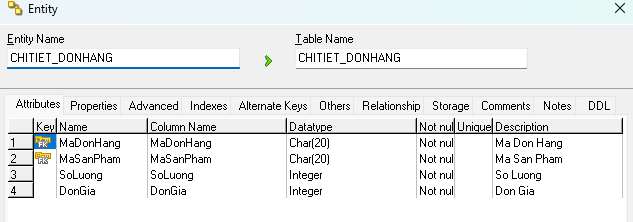 Entity
Entity Name Table Name
CHITIET_DONHANG CHITIET_DONHANG
Attributes Properties Advanced Indexes Alternate Keys Others Relationship Storage Comments Notes DDL
Key Name Column Name Datatype Not nul Unique Description
1 FK MaDonHang MaDonHang Char(20) Not nul Ma Don Hang
2 FK MaSanPham MaSanPham Char(20) Not nul Ma San Pham
3 SoLuong SoLuong Integer Not nul So Luong
4 DonGia DonGia Integer Not nul Don Gia